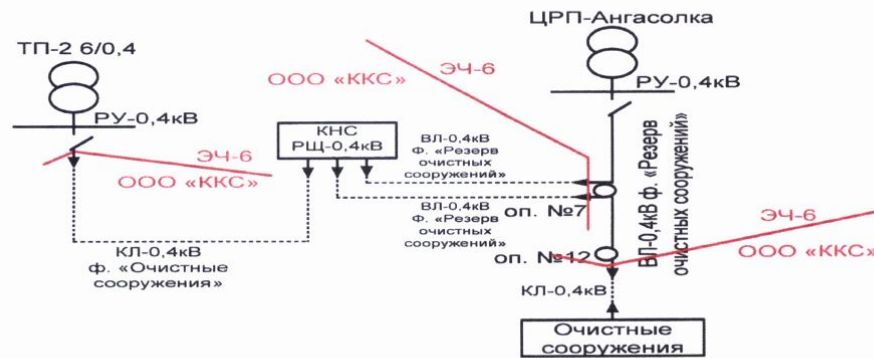 ЦРП-Ангасолка
ТП-2 6/0,4
ЭЧ-6
ООО «ККС»
РУ-0,4кВ
РУ-0,4кВ
КНС
РЩ-0,4кВ
ВЛ-0,4кВ
Ф. «Резерв
очистных
сооружений»
ЭЧ-6
ООО «ККС»
ВЛ-0,4кВ
Ф. «Резерв
очистных
сооружений»
оп. №7
ВЛ-0,4кВ ф. «Резерв
очистных сооружений»
ЭЧ-6
ООО «ККС»
КЛ-0,4кВ
ф. «Очистные
сооружения»
оп. №12
КЛ-0,4кВ
Очистные
сооружения